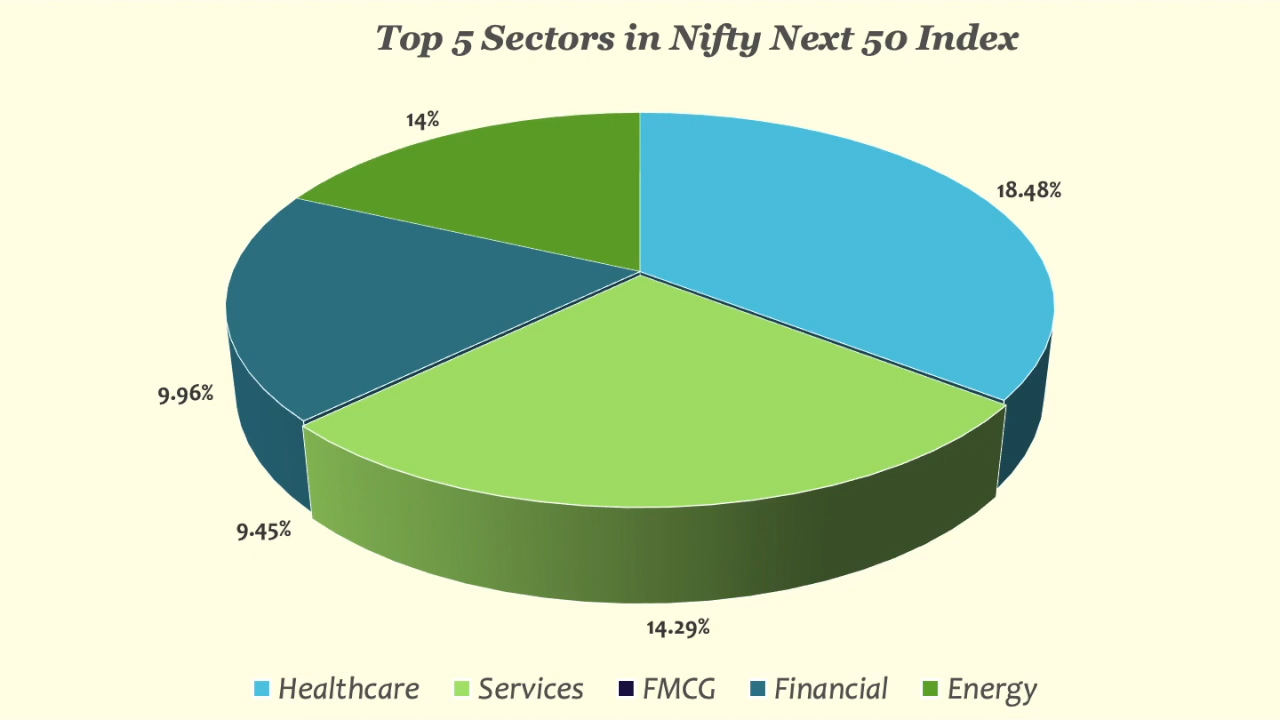 Top 5 Sectors in Nifty Next 50 Index
14%
18.48%
9.96%
9.45%
14.29%
Healthcare Services FMCG Financial Energy